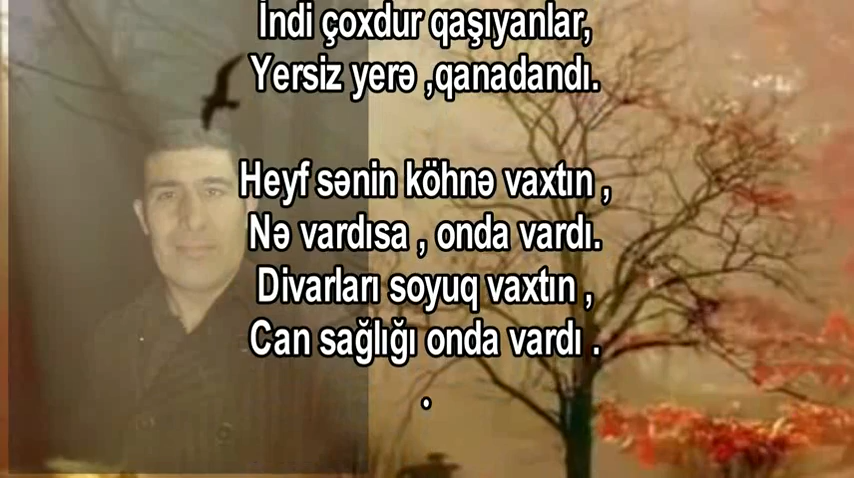 İndi çoxdur qaşıyanlar,
Yersiz yerə ,qanadandı.
Heyf sənin köhnə vaxtın ,
Nə vardısa , onda vardı.
Divarları soyuq vaxtın ,
Can sağlığı onda vardı .
.